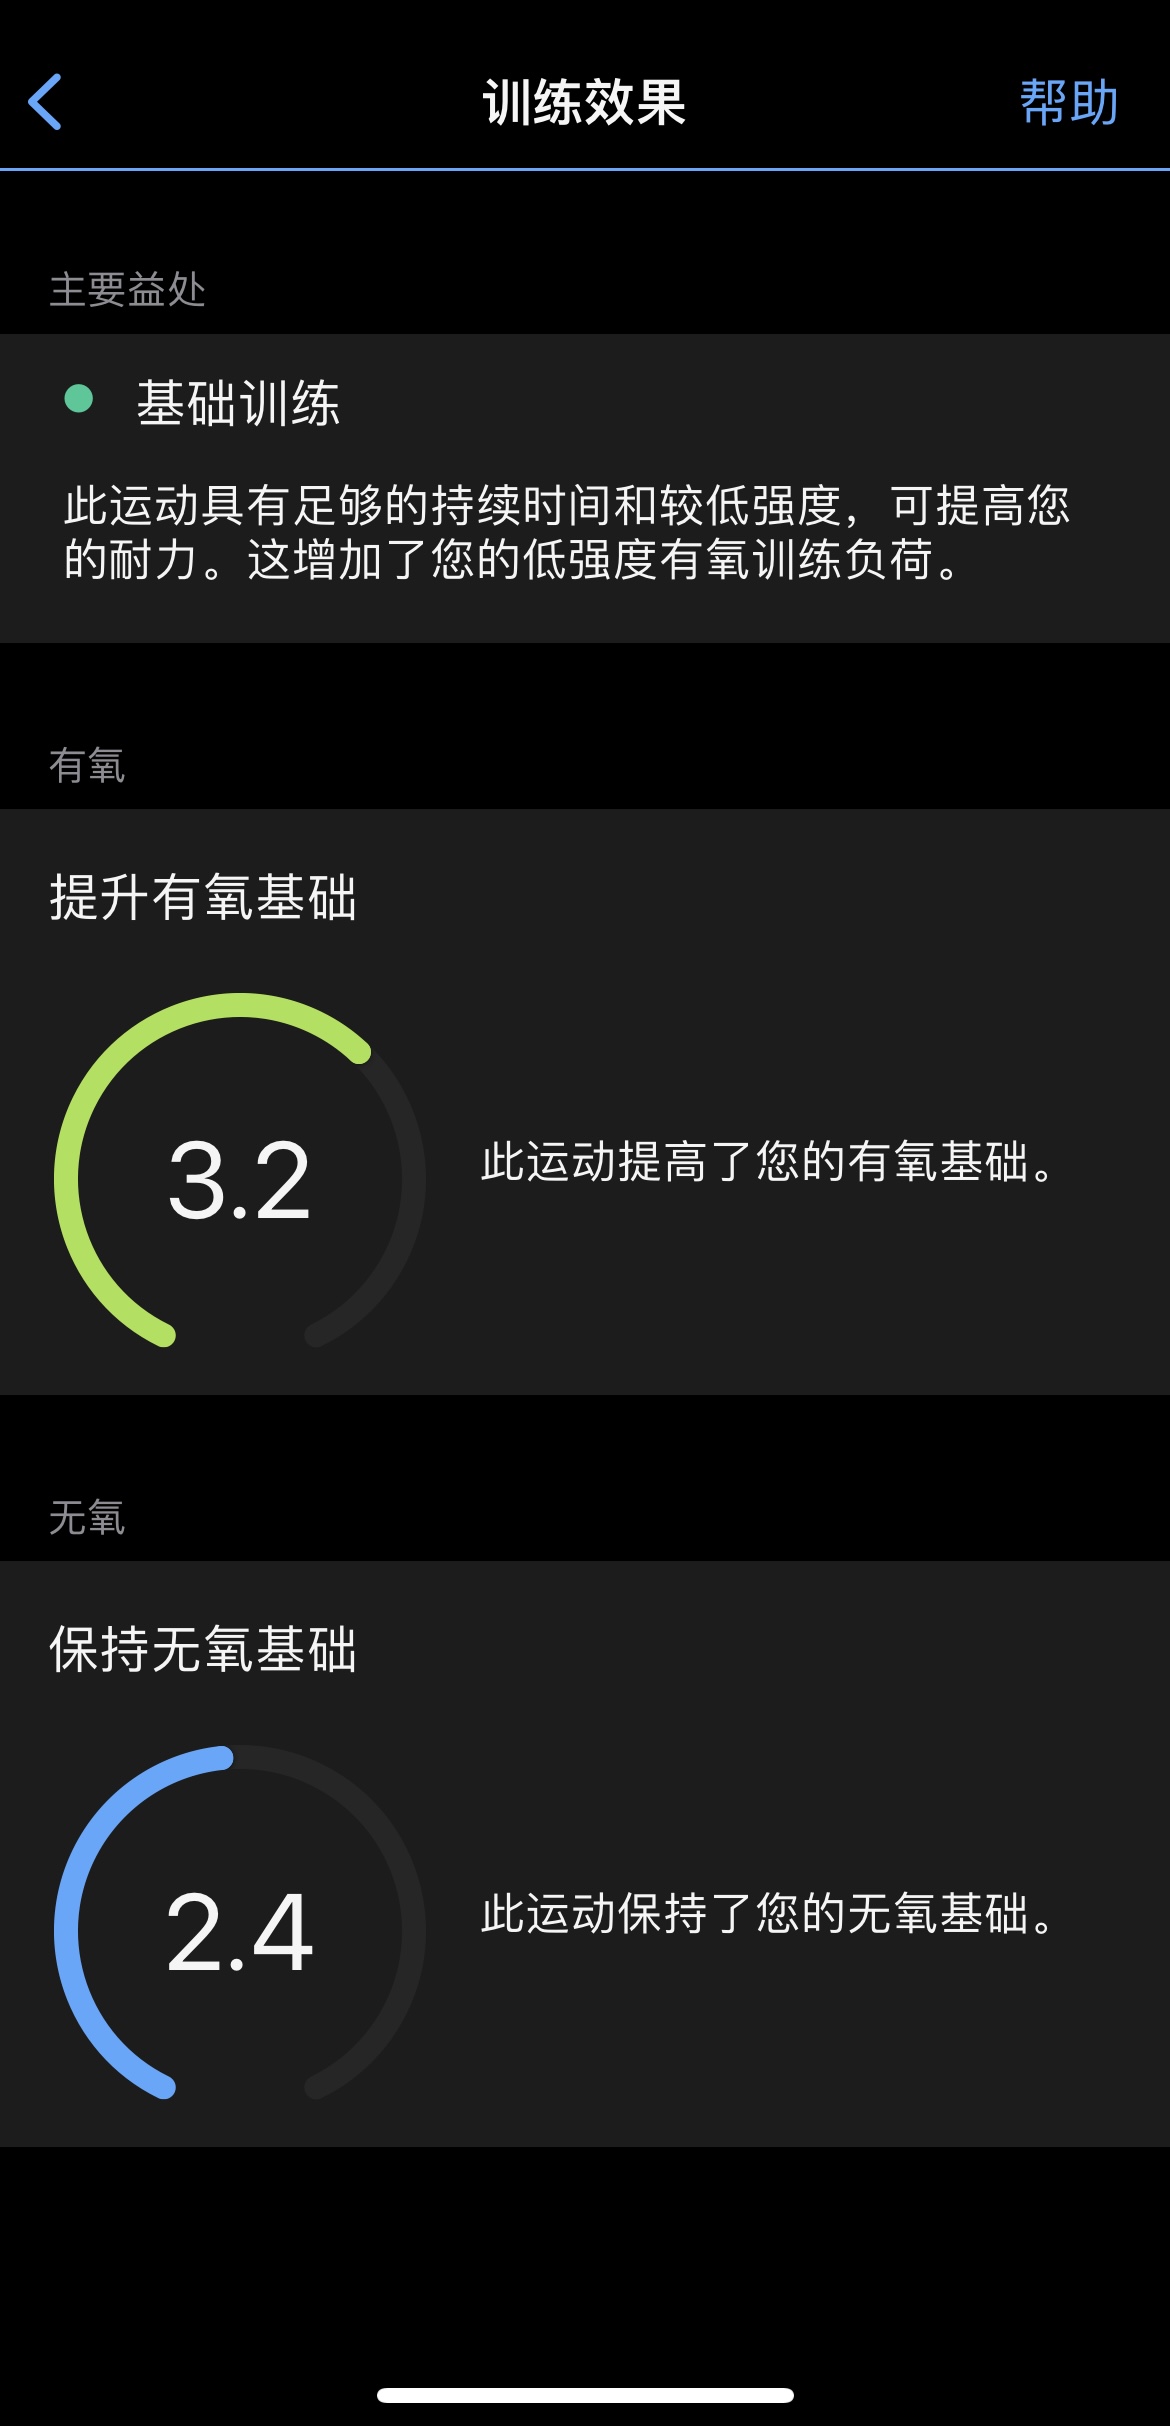 训练效果
帮助
主要益处
基础训练
此运动具有足够的持续时间和较低强度，可提高您
的耐力。这增加了您的低强度有氧训练负荷。
有氧
提升有氧基础
3.2
此运动提高了您的有氧基础。
无氧
保持无氧基础
2.4
此运动保持了您的无氧基础。